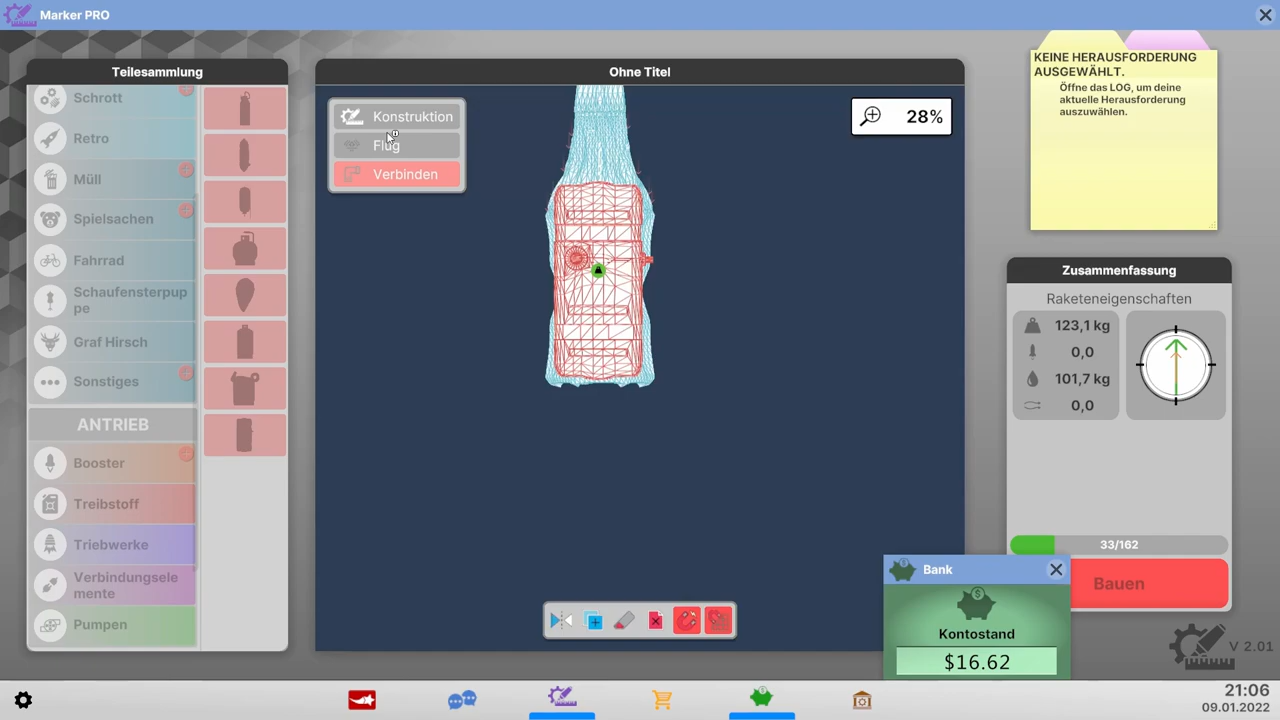 Marker PRO
Teilesammlung
Schrott
Retro
Müll
Spielsachen
Fahrrad
Schaufensterpup
pe
Graf Hirsch
Sonstiges
ANTRIEB
Booster
Treibstoff
Triebwerke
Verbindungsele
mente
Pumpen
Ohne Titel
Konstruktion
Flug
Verbinden
28%
KEINE HERAUSFORDERUNG
AUSGEWÄHLT.
Öffne das LOG, um deine
aktuelle Herausforderung
auszuwählen.
Zusammenfassung
Raketeneigenschaften
123,1 kg
0,0
101,7 kg
0,0
33/162
Bauen
Bank
Kontostand
$16.62
V 2.01
21:06
09.01.2022